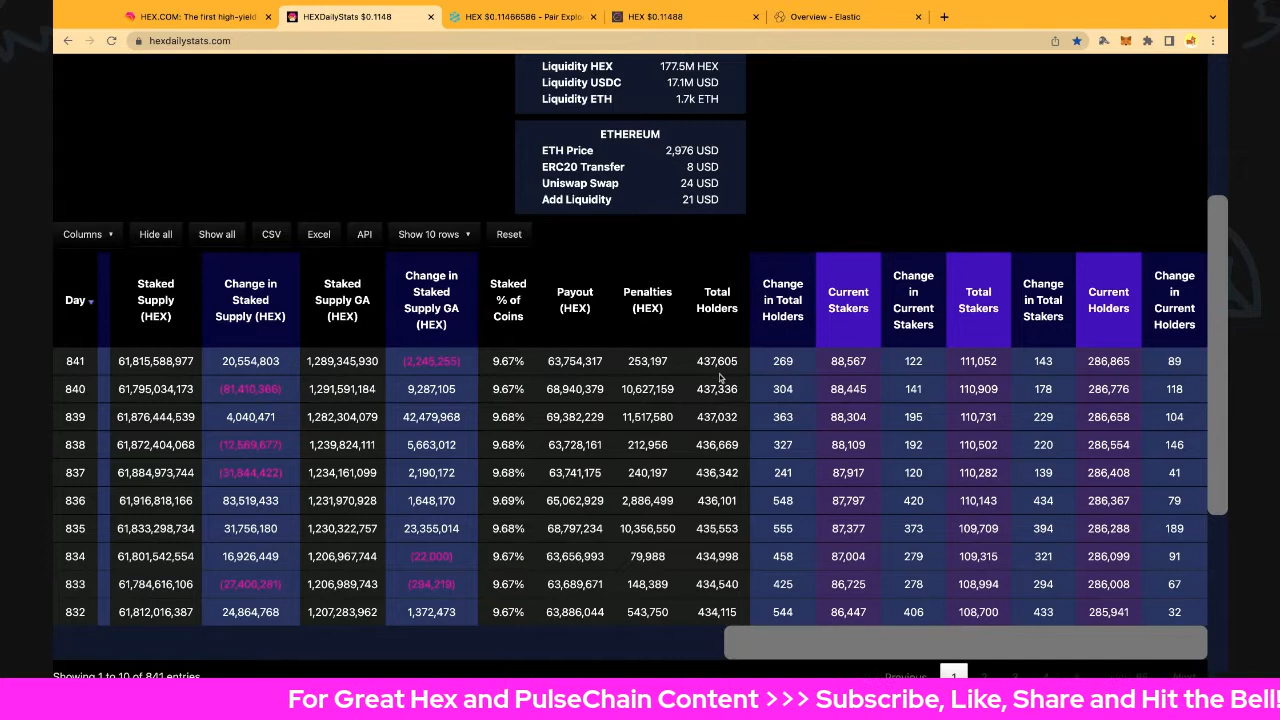 HEX.COM: The first high-yield
HEXDailyStats $0.1148
HEX $0.11466586 - Pair Explo
HEX $0.11488
Overview - Elastic
hexdailystats.com
Liquidity HEX 177.5M HEX
Liquidity USDC 17.1M USD
Liquidity ETH 1.7k ETH
ETHEREUM
ETH Price 2,976 USD
ERC20 Transfer 8 USD
Uniswap Swap 24 USD
Add Liquidity 21 USD
Columns Hide all Show all CSV Excel API Show 10 rows Reset
Day
Staked Supply (HEX)
Change in Staked Supply (HEX)
Staked Supply GA (HEX)
Change in Staked Supply GA (HEX)
Staked % of Coins
Payout (HEX)
Penalties (HEX)
Total Holders
Change in Total Holders
Current Stakers
Change in Current Stakers
Total Stakers
Change in Total Stakers
Current Holders
Change in Current Holders
841 61,815,588,977 20,554,803 1,289,345,930 (2,245,255) 9.67% 63,754,317 253,197 437,605 269 88,567 122 111,052 143 286,865 89
840 61,795,034,173 (81,410,366) 1,291,591,184 9,287,105 9.67% 68,940,379 10,627,159 437,336 304 88,445 141 110,909 178 286,776 118
839 61,876,444,539 4,040,471 1,282,304,079 42,479,968 9.68% 69,382,229 11,517,580 437,032 363 88,304 195 110,731 229 286,658 104
838 61,872,404,068 (12,569,677) 1,239,824,111 5,663,012 9.68% 63,728,161 212,956 436,669 327 88,109 192 110,502 220 286,554 146
837 61,884,973,744 (31,844,422) 1,234,161,099 2,190,172 9.68% 63,741,175 240,197 436,342 241 87,917 120 110,282 139 286,408 41
836 61,916,818,166 83,519,433 1,231,970,928 1,648,170 9.69% 65,062,929 2,886,499 436,101 548 87,797 420 110,143 434 286,367 79
835 61,833,298,734 31,756,180 1,230,322,757 23,355,014 9.68% 68,797,234 10,356,550 435,553 555 87,377 373 109,709 394 286,288 189
834 61,801,542,554 16,926,449 1,206,967,744 (22,000) 9.67% 63,656,993 79,988 434,998 458 87,004 279 109,315 321 286,099 91
833 61,784,616,106 (27,400,281) 1,206,989,743 (294,219) 9.67% 63,689,671 148,389 434,540 425 86,725 278 108,994 294 286,008 67
832 61,812,016,387 24,864,768 1,207,283,962 1,372,473 9.67% 63,886,044 543,750 434,115 544 86,447 406 108,700 433 285,941 32
Showing 1 to 10 of 841 entries
Previous 1 Next
For Great Hex and PulseChain Content >>> Subscribe, Like, Share and Hit the Bell!